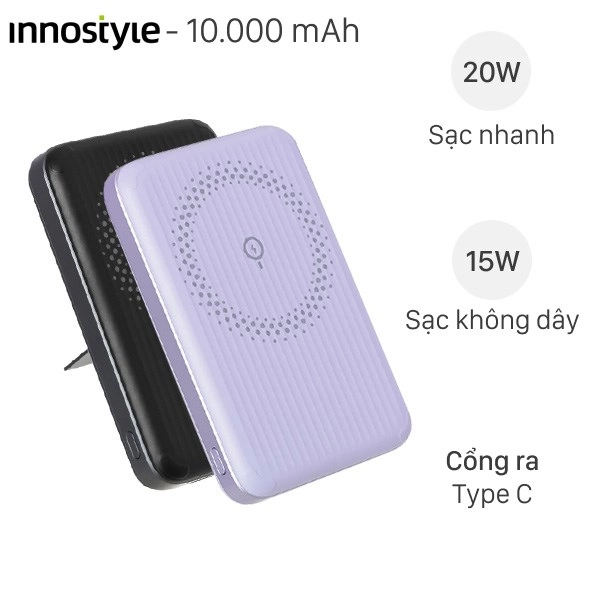 innostyle - 10.000 mAh
20W
Sạc nhanh
15W
Sạc không dây
Cổng ra
Type C